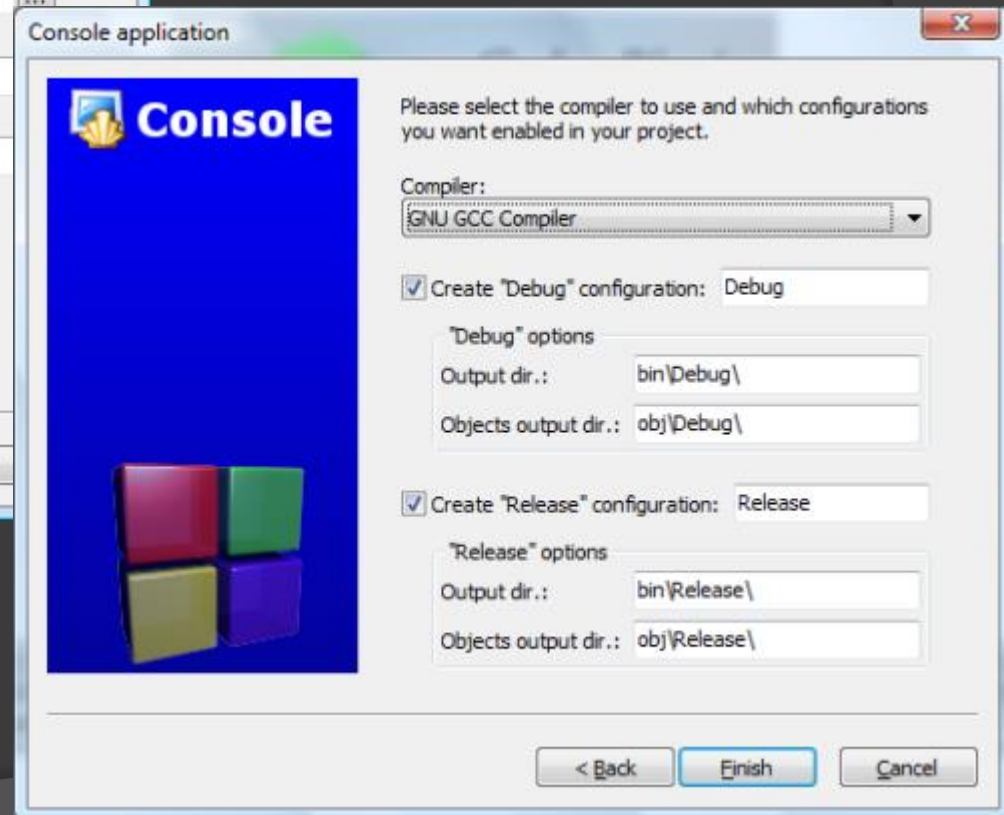 Console application
Console
Please select the compiler to use and which configurations
you want enabled in your project.
Compiler:
GNU GCC Compiler
Create "Debug" configuration: Debug
"Debug" options
Output dir.: bin\Debug\
Objects output dir.: obj\Debug\
Create "Release" configuration: Release
"Release" options
Output dir.: bin\Release\
Objects output dir.: obj\Release\
< Back Finish Cancel